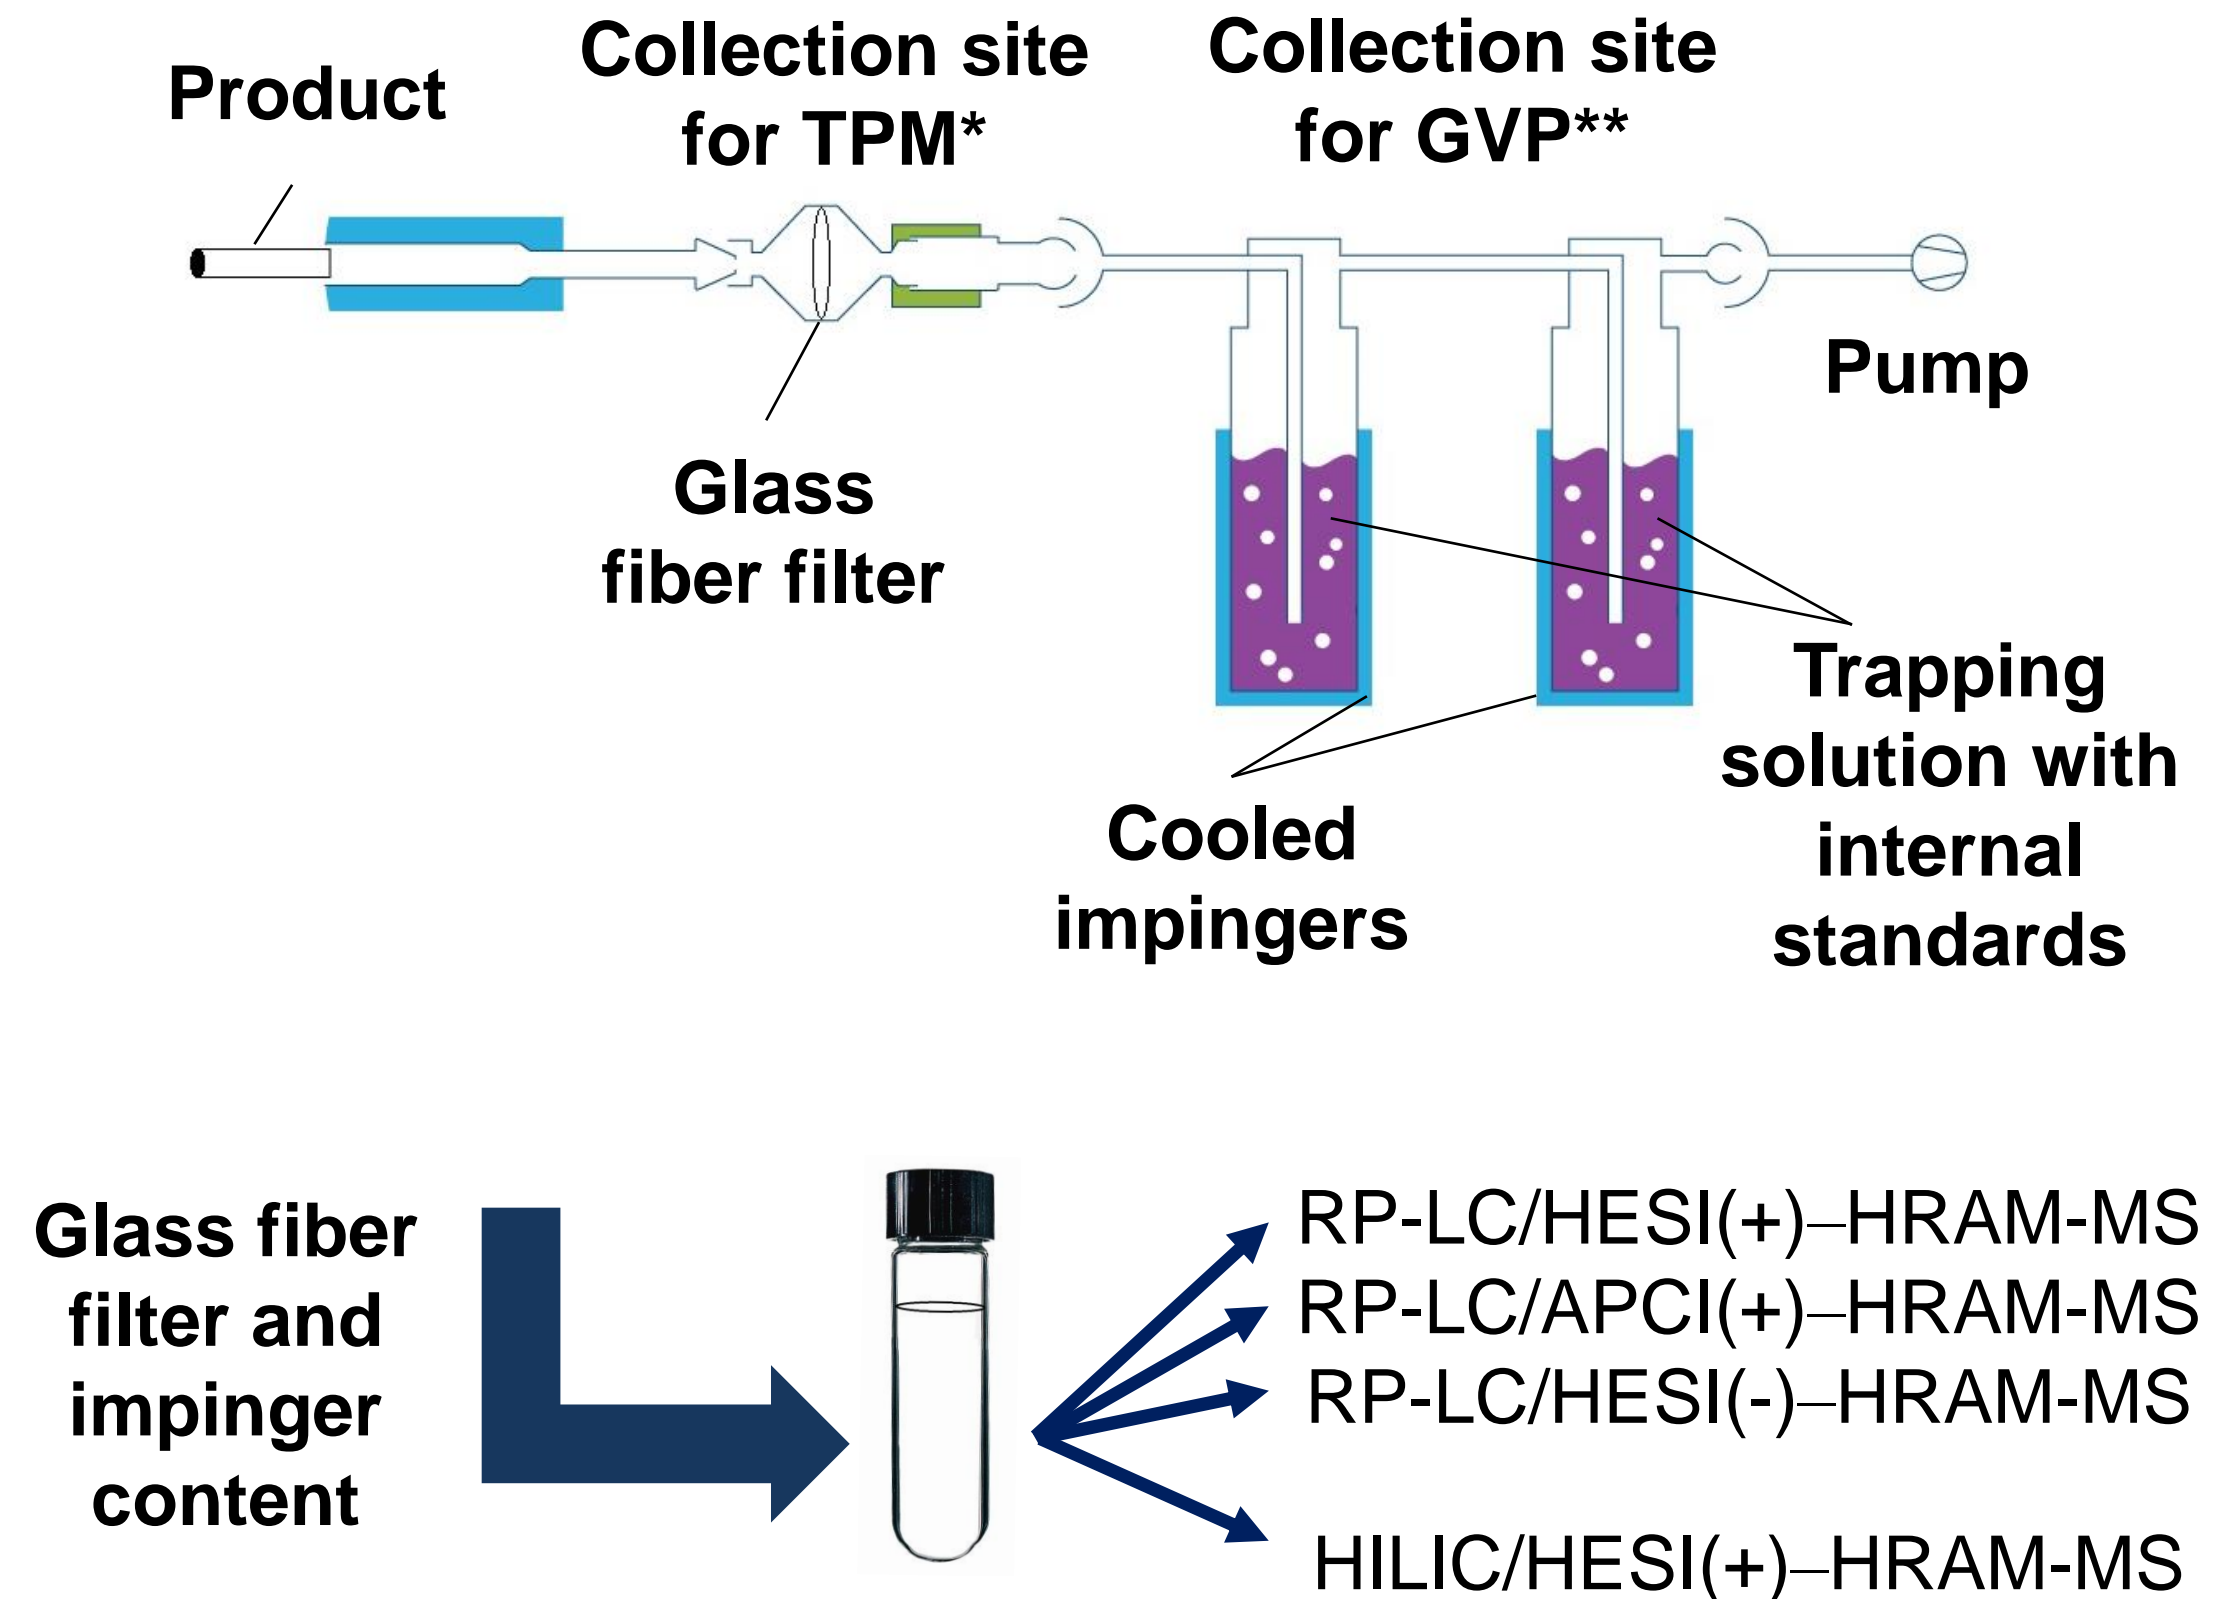 Product
Collection site
for TPM*
Collection site
for GVP**
Pump
Glass
fiber filter
Trapping
solution with
internal
standards
Cooled
impingers
Glass fiber
filter and
impinger
content
RP-LC/HESI(+)–HRAM-MS
RP-LC/APCI(+)–HRAM-MS
RP-LC/HESI(-)–HRAM-MS
HILIC/HESI(+)–HRAM-MS